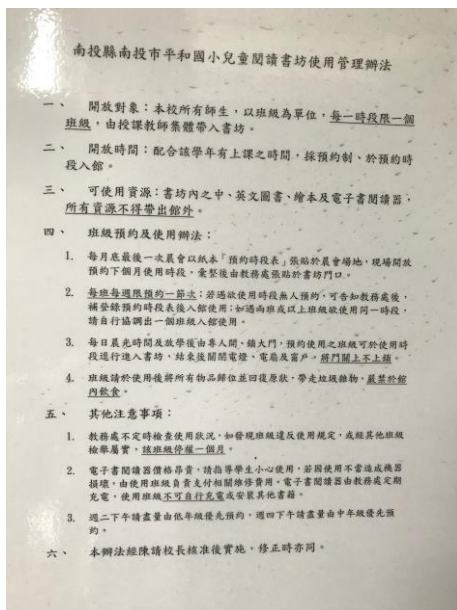 南投縣南投市平和國小兒童閱讀書坊使用管理辦法
一、 開放對象：本校所有師生，以班級為單位，每一時段限一個
班級，由授課教師集體帶入書坊。
二、 開放時間：配合該學年有上課之時間，採預約制、於預約時
段入館。
三、 可使用資源：書坊內之中、英文圖書、繪本及電子書閱讀器，
所有資源不得帶出館外。
四、 班級預約及使用辦法：
1. 每月底最後一次晨會以紙本「預約時段表」張貼於晨會場地，現場開放
預約下個月使用時段，彙整後由教務處張貼於書坊門口。
2. 每班每週限預約一節次；若遇欲使用時段無人預約，可告知教務處後，
補登錄預約時段表後入館使用；如遇兩班或以上班級欲使用同一時段，
請自行協調出一個班級入館使用。
3. 每日晨光時間及放學後由專人開、鎖大門，預約使用之班級可於使用時
段逕行進入書坊，結束後關閉電燈、電扇及窗戶，將門關上不上鎖。
4. 班級請於使用後將所有物品歸位並回復原狀，帶走垃圾雜物，嚴禁於館
內飲食。
五、 其他注意事項：
1. 教務處不定時檢查使用狀況，如發現班級違反使用規定，或經其他班級
檢舉屬實，該班級停權一個月。
2. 電子書閱讀器價格昂貴，請指導學生小心使用，若因使用不當造成機器
損壞，由使用班級負責支付相關維修費用。電子書閱讀器由教務處定期
充電，使用班級不可自行充電或安裝其他書籍。
3. 週二下午請盡量由低年級優先預約，週四下午請盡量由中年級優先預
約。
六、 本辦法經陳請校長核准後實施，修正時亦同。